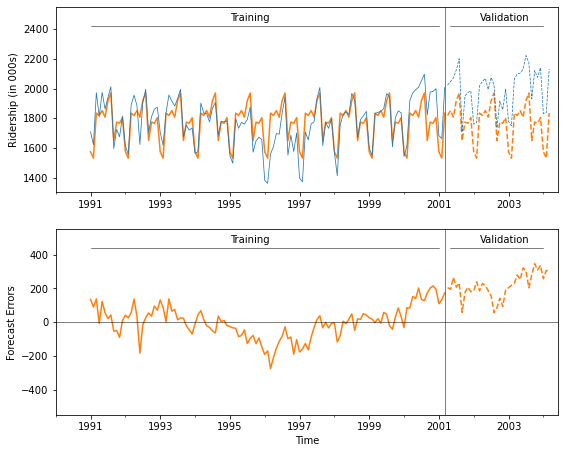 Training Validation
2400
2200
2000
1800
1600
1400
Ridership (in 000s)
1991 1993 1995 1997 1999 2001 2003
Training Validation
400
200
0
−200
−400
Forecast Errors
1991 1993 1995 1997 1999 2001 2003
Time